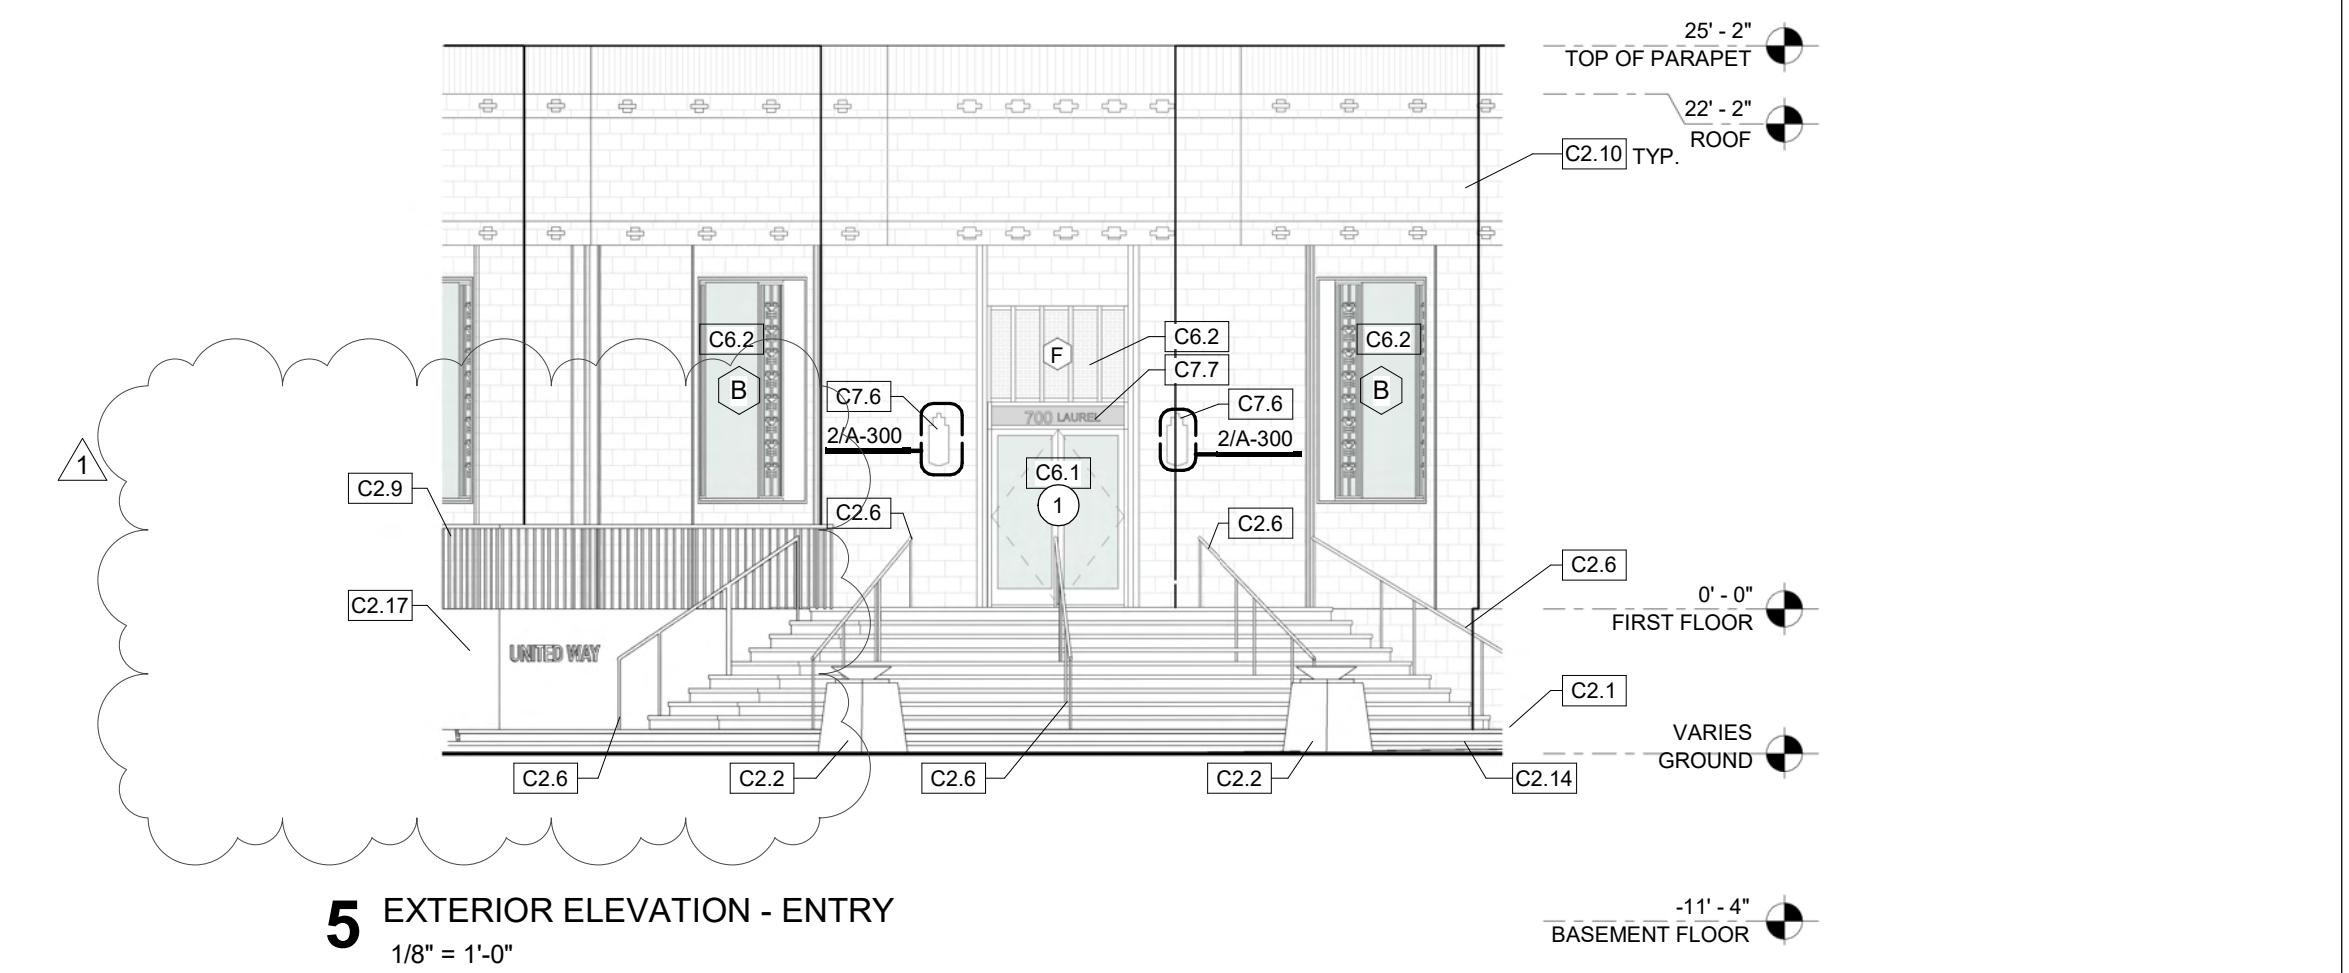 25' - 2"
TOP OF PARAPET
22' - 2"
ROOF
C2.10 TYP.
C6.2
C6.2
C6.2
F
C7.7
B
B
C7.6
C7.6
700 LAUREL
2/A-300
2/A-300
1
C6.1
1
C2.9
C2.6
C2.6
C2.6
0' - 0"
FIRST FLOOR
C2.17
UNITED WAY
C2.1
VARIES
GROUND
C2.6
C2.2
C2.6
C2.2
C2.14
5 EXTERIOR ELEVATION - ENTRY
1/8" = 1'-0"
-11' - 4"
BASEMENT FLOOR